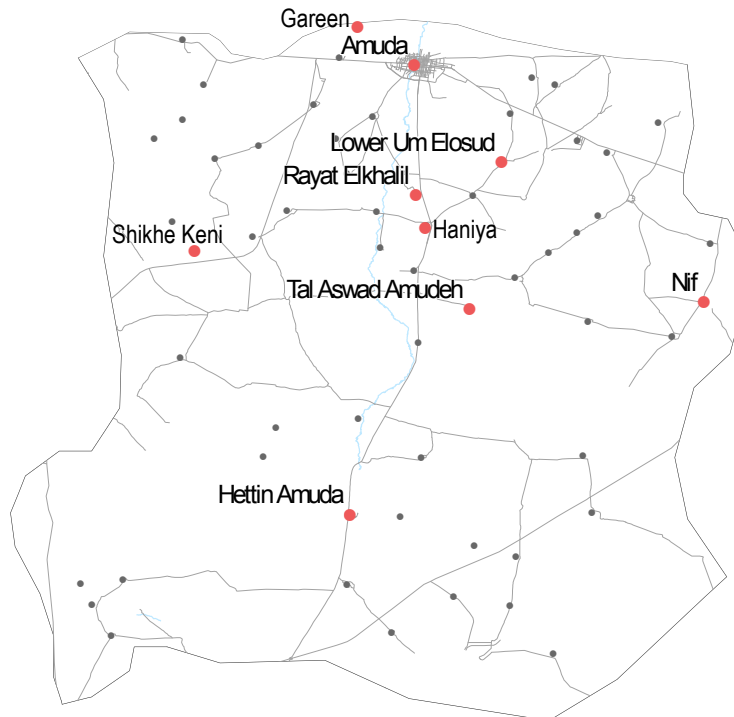 Gareen
Amuda
Lower Um Elosud
Rayat Elkhalil
Haniya
Shikhe Keni
Nif
Tal Aswad Amudeh
Hettin Amuda